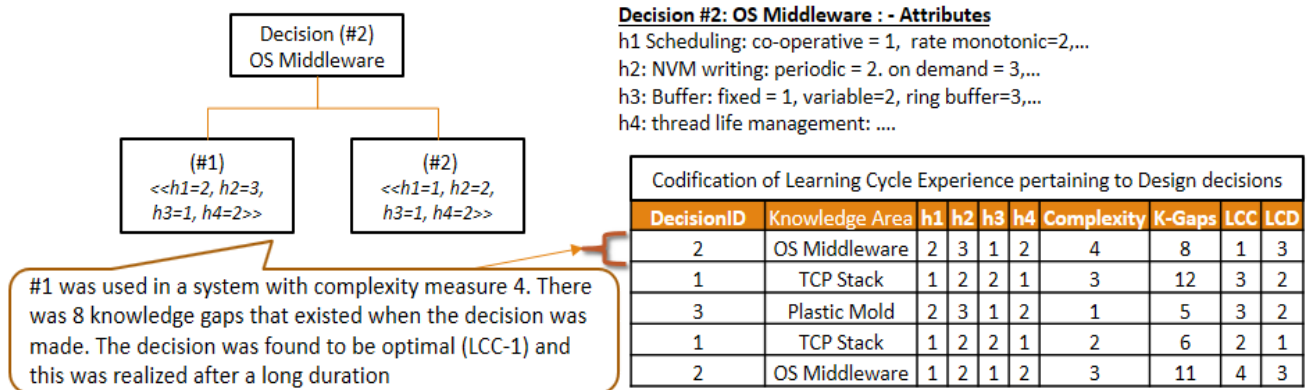 Decision (#2)
OS Middleware
(#1)
<<h1=2, h2=3,
h3=1, h4=2>>
(#2)
<<h1=1, h2=2,
h3=1, h4=2>>
#1 was used in a system with complexity measure 4. There
was 8 knowledge gaps that existed when the decision was
made. The decision was found to be optimal (LCC-1) and
this was realized after a long duration
Decision #2: OS Middleware : - Attributes
h1 Scheduling: co-operative = 1, rate monotonic=2,...
h2: NVM writing: periodic = 2. on demand = 3,...
h3: Buffer: fixed = 1, variable=2, ring buffer=3,...
h4: thread life management: ....
Codification of Learning Cycle Experience pertaining to Design decisions
DecisionID Knowledge Area h1 h2 h3 h4 Complexity K-Gaps LCC LCD
2 OS Middleware 2 3 1 2 4 8 1 3
1 TCP Stack 1 2 2 1 3 12 3 2
3 Plastic Mold 2 3 1 2 1 5 3 2
1 TCP Stack 1 2 2 1 2 6 2 1
2 OS Middleware 1 2 1 2 3 11 4 3